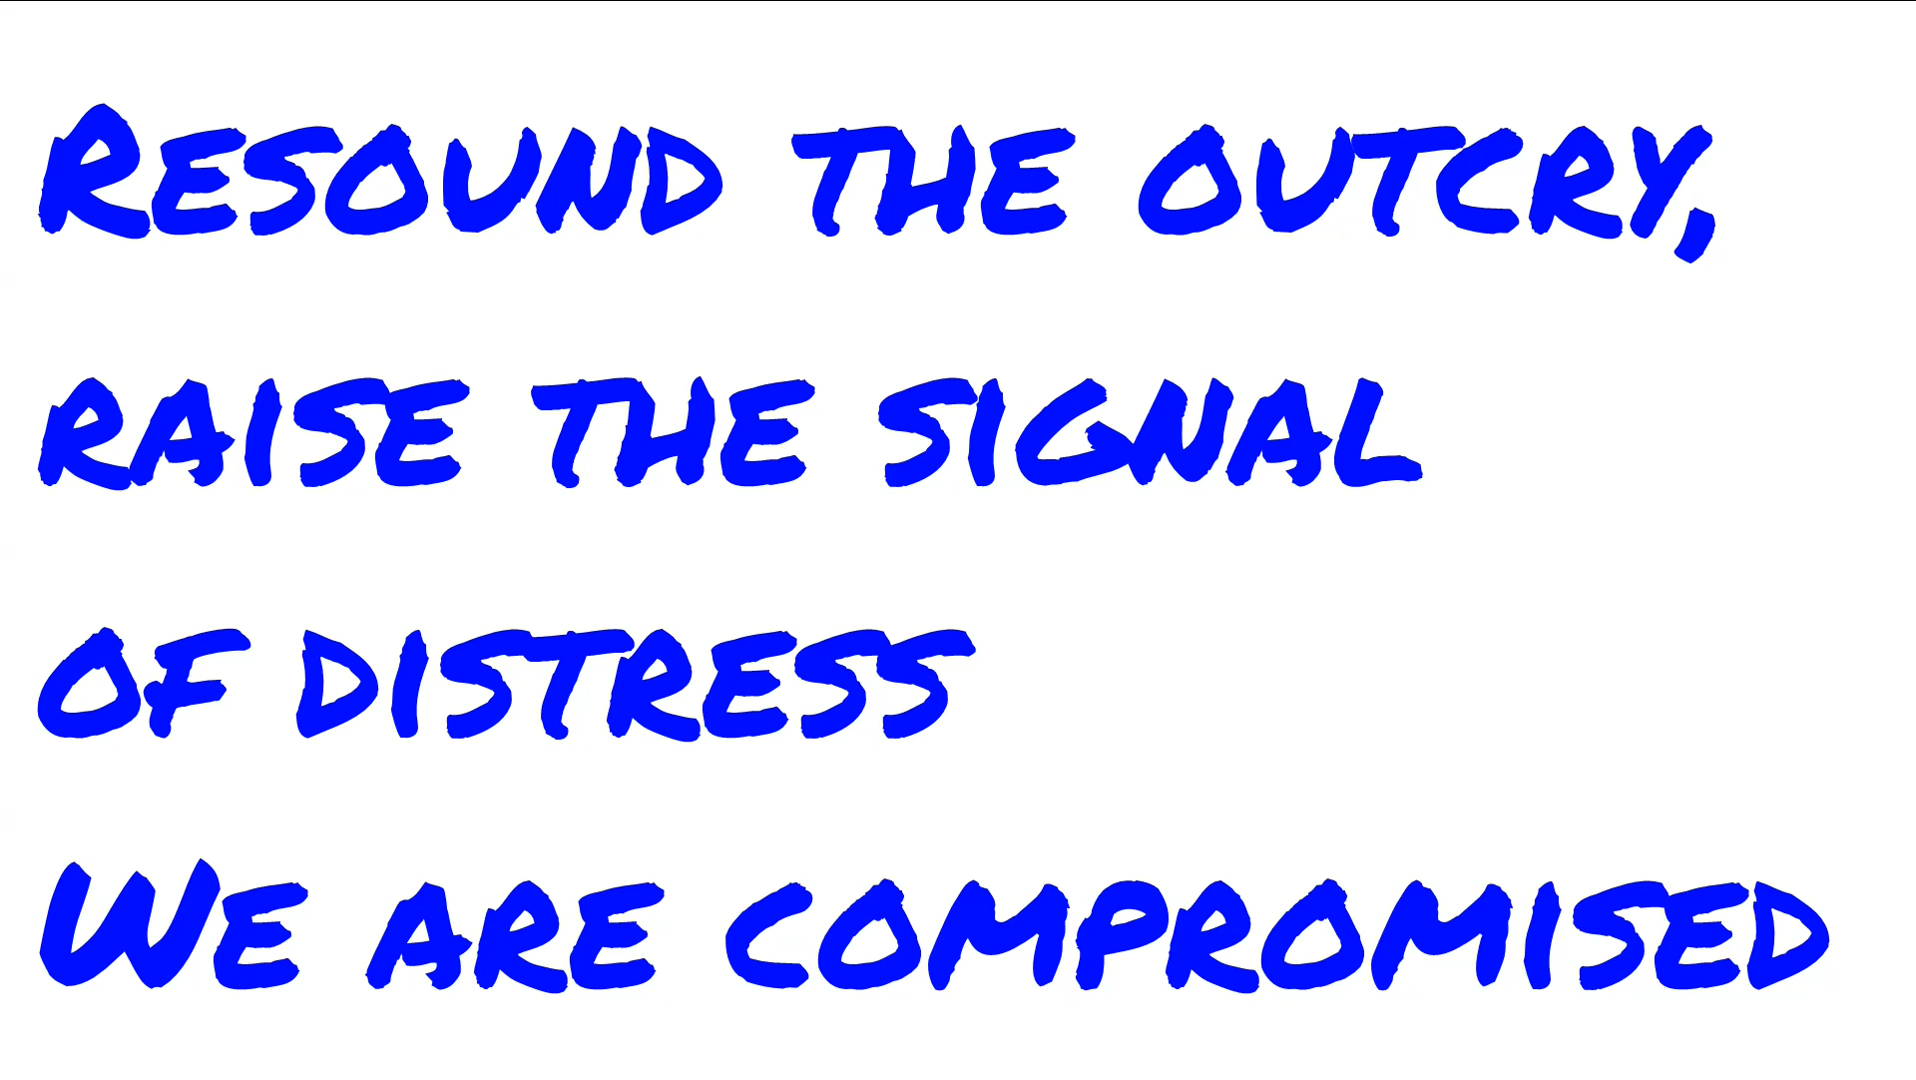 Resound the outcry,
raise the signal
of distress
We are compromised